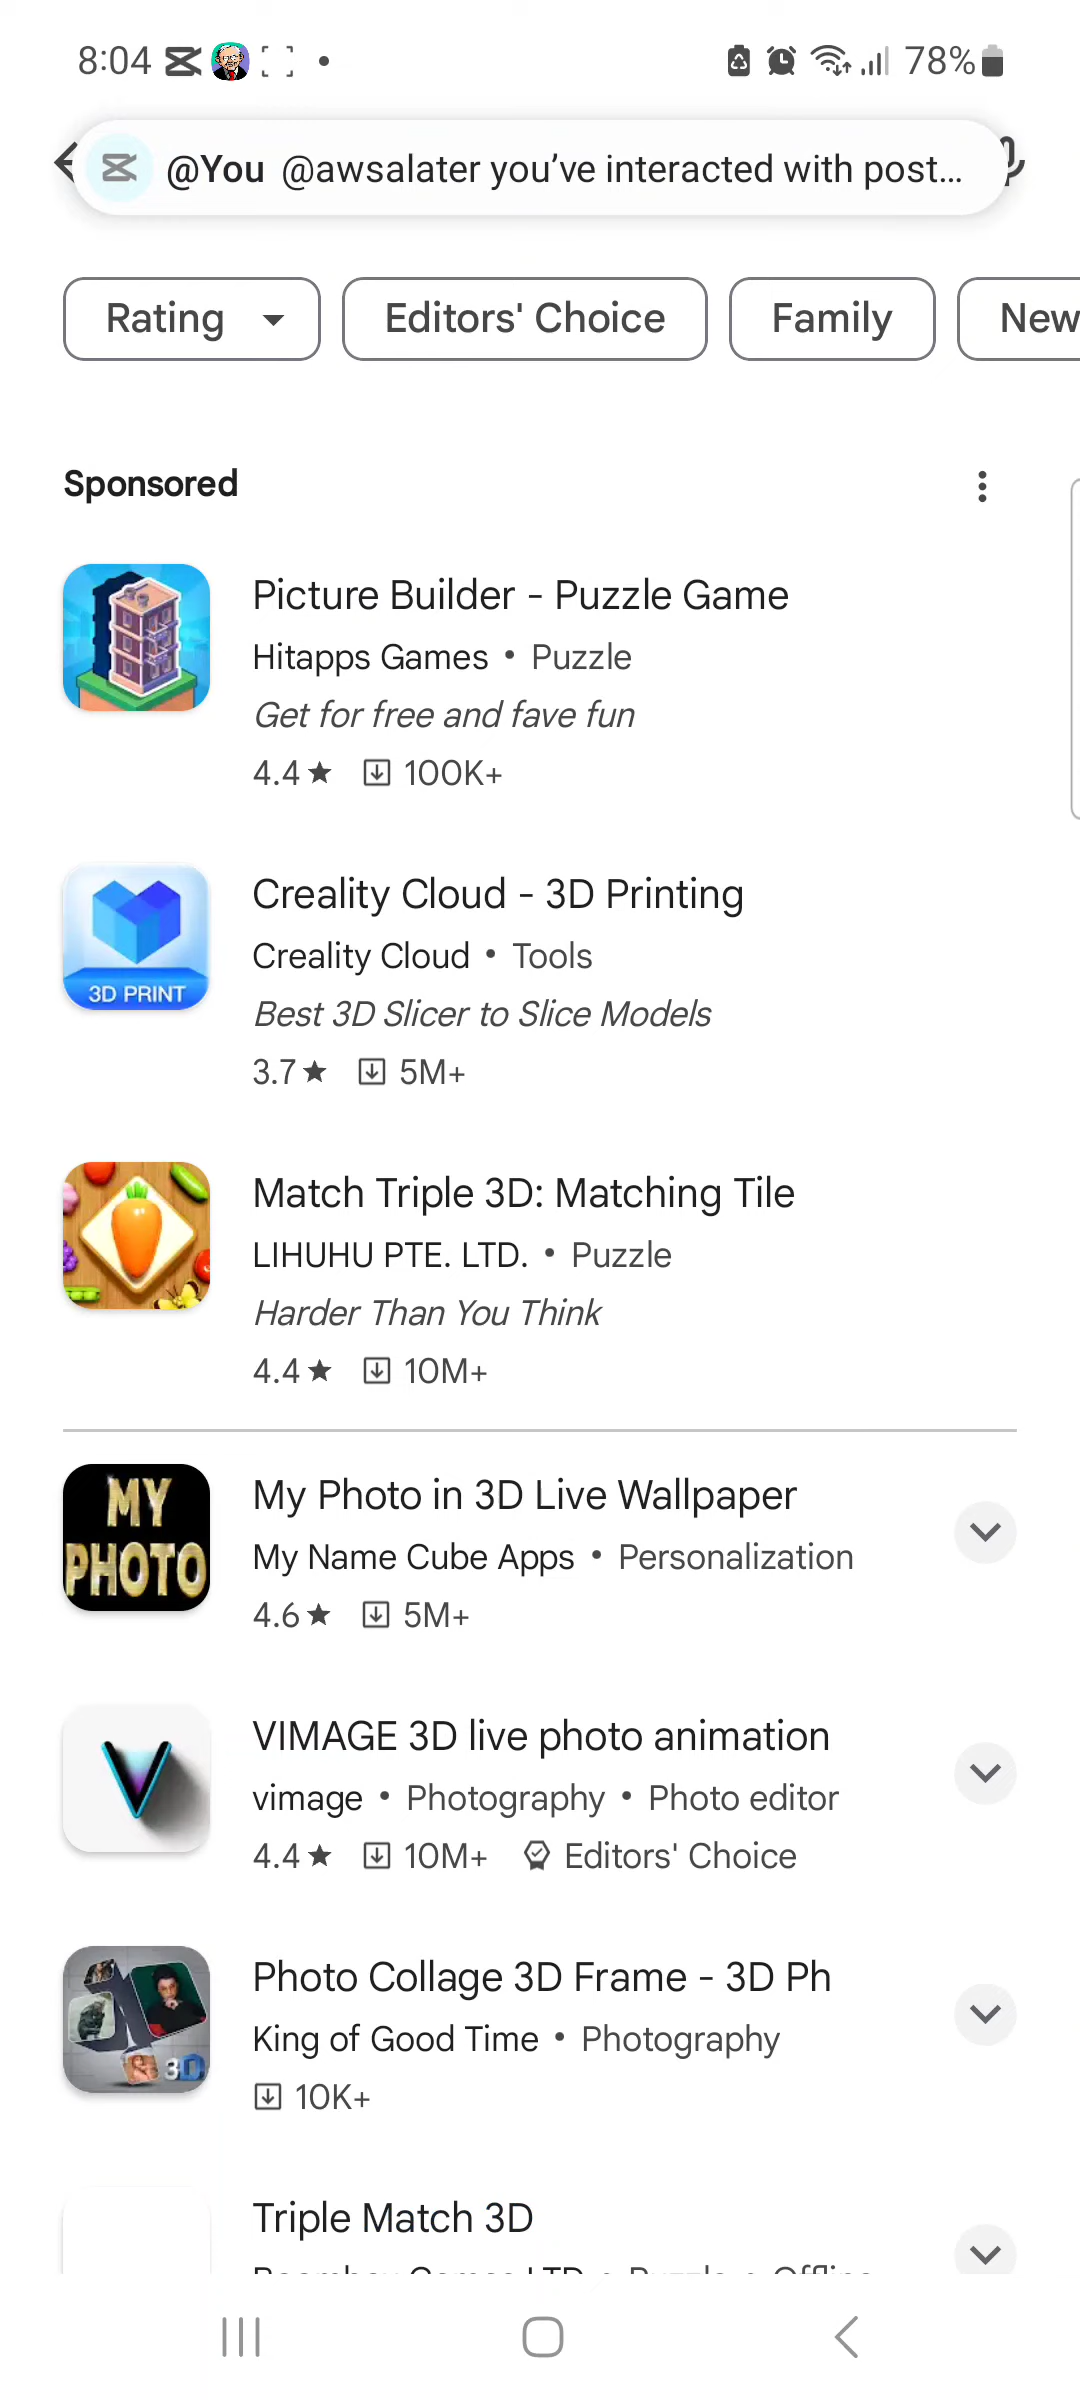 8:04
78%
@You @awsalater you’ve interacted with post...
Rating
Editors' Choice
Family
New
Sponsored
Picture Builder - Puzzle Game
Hitapps Games • Puzzle
Get for free and fave fun
4.4★ 100K+
3D PRINT
Creality Cloud - 3D Printing
Creality Cloud • Tools
Best 3D Slicer to Slice Models
3.7★ 5M+
Match Triple 3D: Matching Tile
LIHUHU PTE. LTD. • Puzzle
Harder Than You Think
4.4★ 10M+
MY
PHOTO
My Photo in 3D Live Wallpaper
My Name Cube Apps • Personalization
4.6★ 5M+
VIMAGE 3D live photo animation
vimage • Photography • Photo editor
4.4★ 10M+ Editors' Choice
3D
Photo Collage 3D Frame - 3D Ph
King of Good Time • Photography
10K+
Triple Match 3D